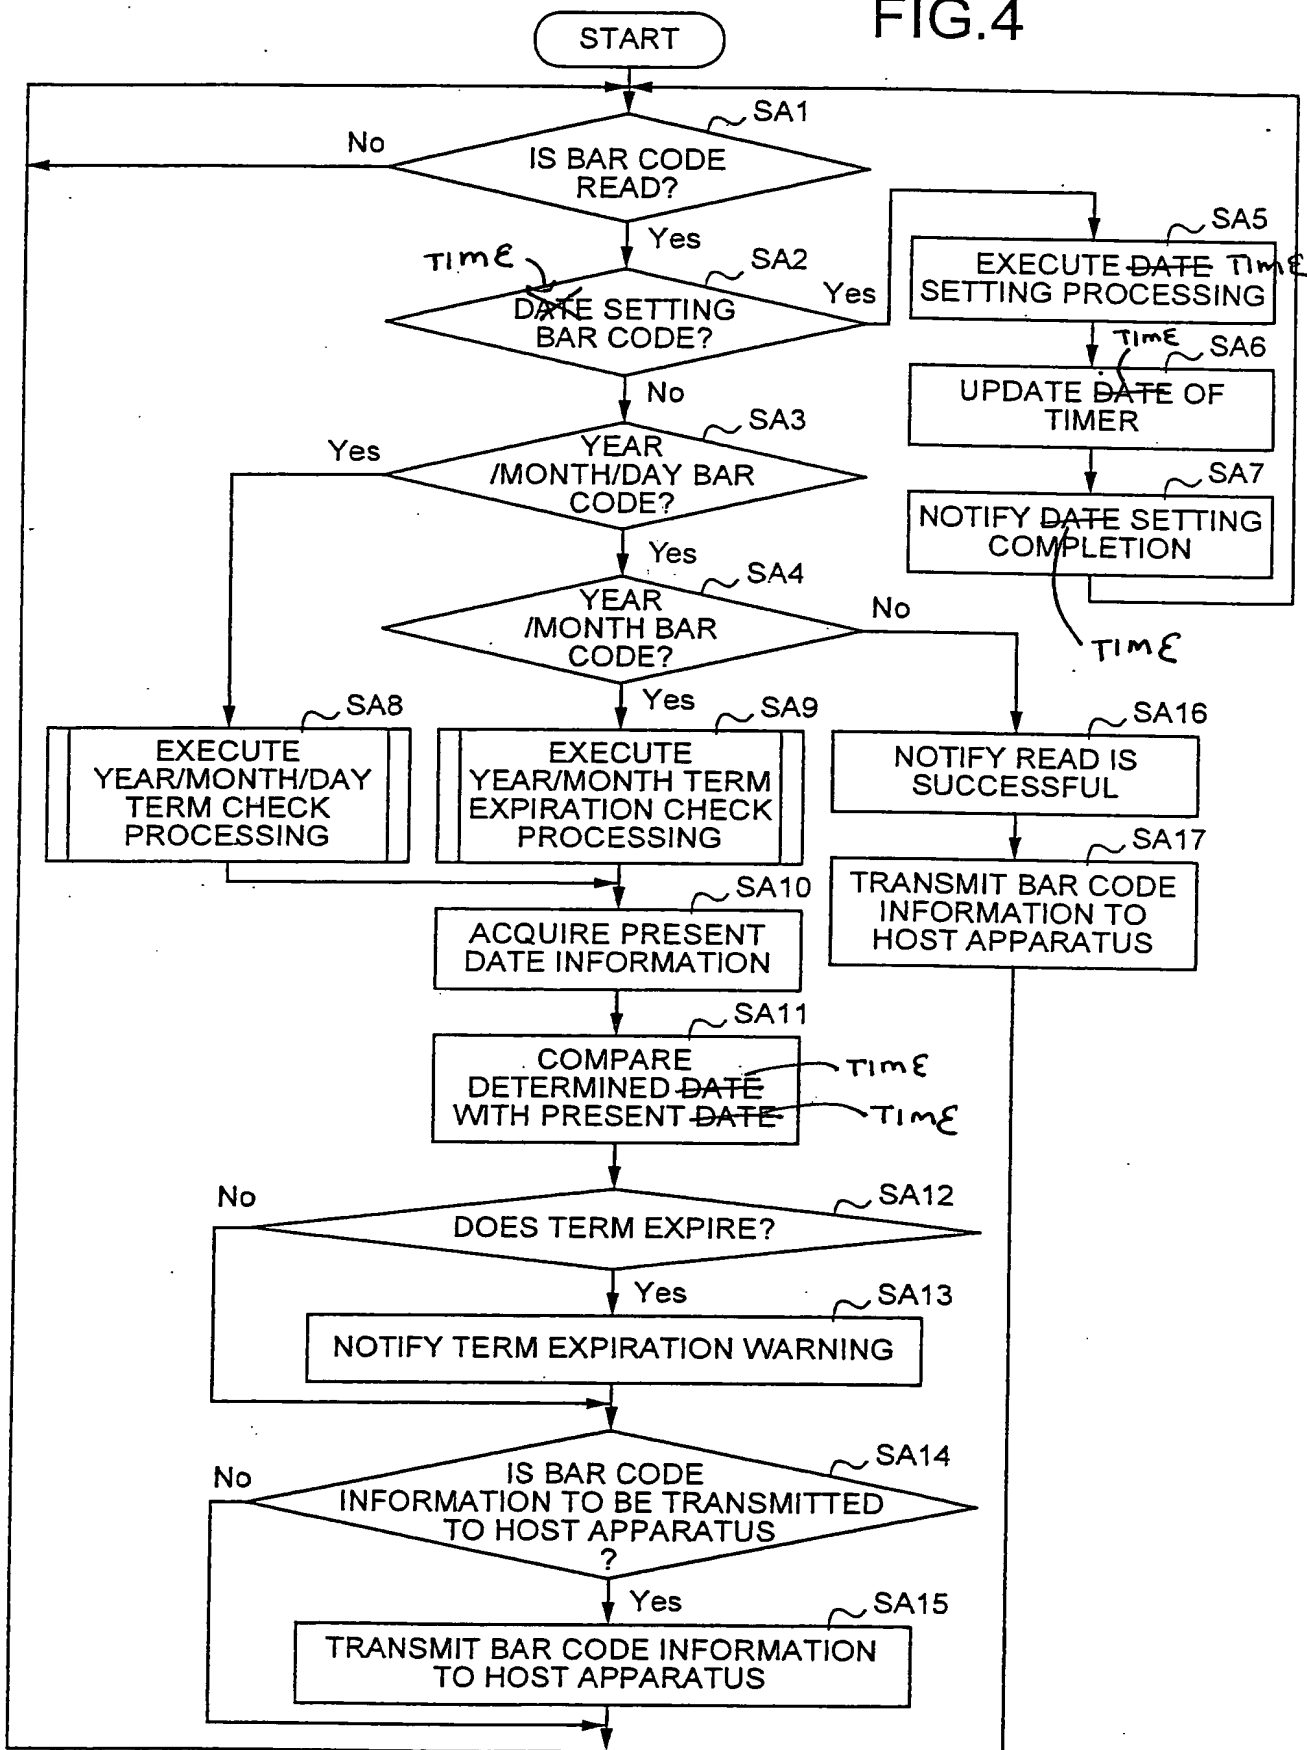 FIG.4
START
SA1
No
IS BAR CODE
READ?
Yes
TIME
SA2
DATE SETTING
BAR CODE?
Yes
SA5
EXECUTE DATE TIME
SETTING PROCESSING
TIME
SA6
UPDATE DATE OF
TIMER
SA7
NOTIFY DATE SETTING
COMPLETION
TIME
No
SA3
Yes
YEAR
/MONTH/DAY BAR
CODE?
Yes
SA4
YEAR
/MONTH BAR
CODE?
No
Yes
SA8
EXECUTE
YEAR/MONTH/DAY
TERM CHECK
PROCESSING
SA9
EXECUTE
YEAR/MONTH TERM
EXPIRATION CHECK
PROCESSING
SA16
NOTIFY READ IS
SUCCESSFUL
SA17
TRANSMIT BAR CODE
INFORMATION TO
HOST APPARATUS
SA10
ACQUIRE PRESENT
DATE INFORMATION
SA11
COMPARE
DETERMINED DATE TIME
WITH PRESENT DATE TIME
No
SA12
DOES TERM EXPIRE?
Yes
SA13
NOTIFY TERM EXPIRATION WARNING
SA14
No
IS BAR CODE
INFORMATION TO BE TRANSMITTED
TO HOST APPARATUS
?
Yes
SA15
TRANSMIT BAR CODE INFORMATION
TO HOST APPARATUS